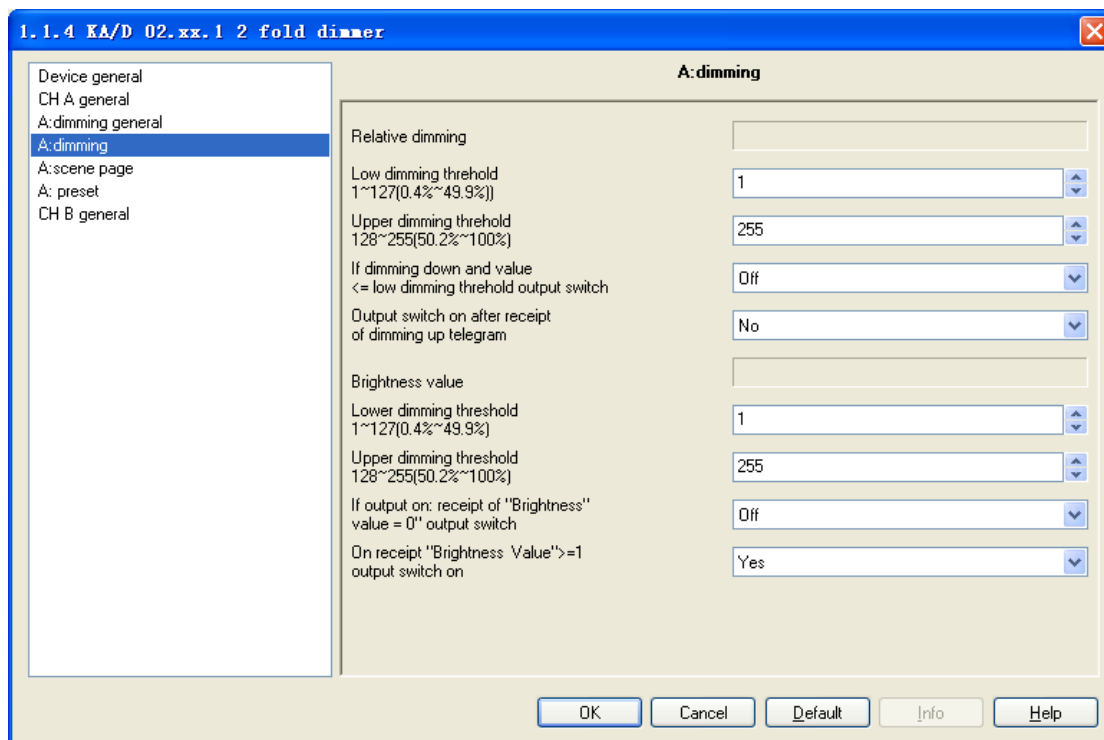 1.1.4 KA/D 02.xx.1 2 fold dimmer
Device general
CH A general
A:dimming general
A:dimming
A:scene page
A: preset
CH B general
A:dimming
Relative dimming
Low dimming threhold
1~127(0.4%~49.9%))
1
Upper dimming threhold
128~255(50.2%~100%)
255
If dimming down and value
<= low dimming threhold output switch
Off
Output switch on after receipt
of dimming up telegram
No
Brightness value
Lower dimming threshold
1~127(0.4%~49.9%)
1
Upper dimming threshold
128~255(50.2%~100%)
255
If output on: receipt of "Brightness"
value = 0" output switch
Off
On receipt "Brightness Value">=1
output switch on
Yes
OK
Cancel
Default
Info
Help